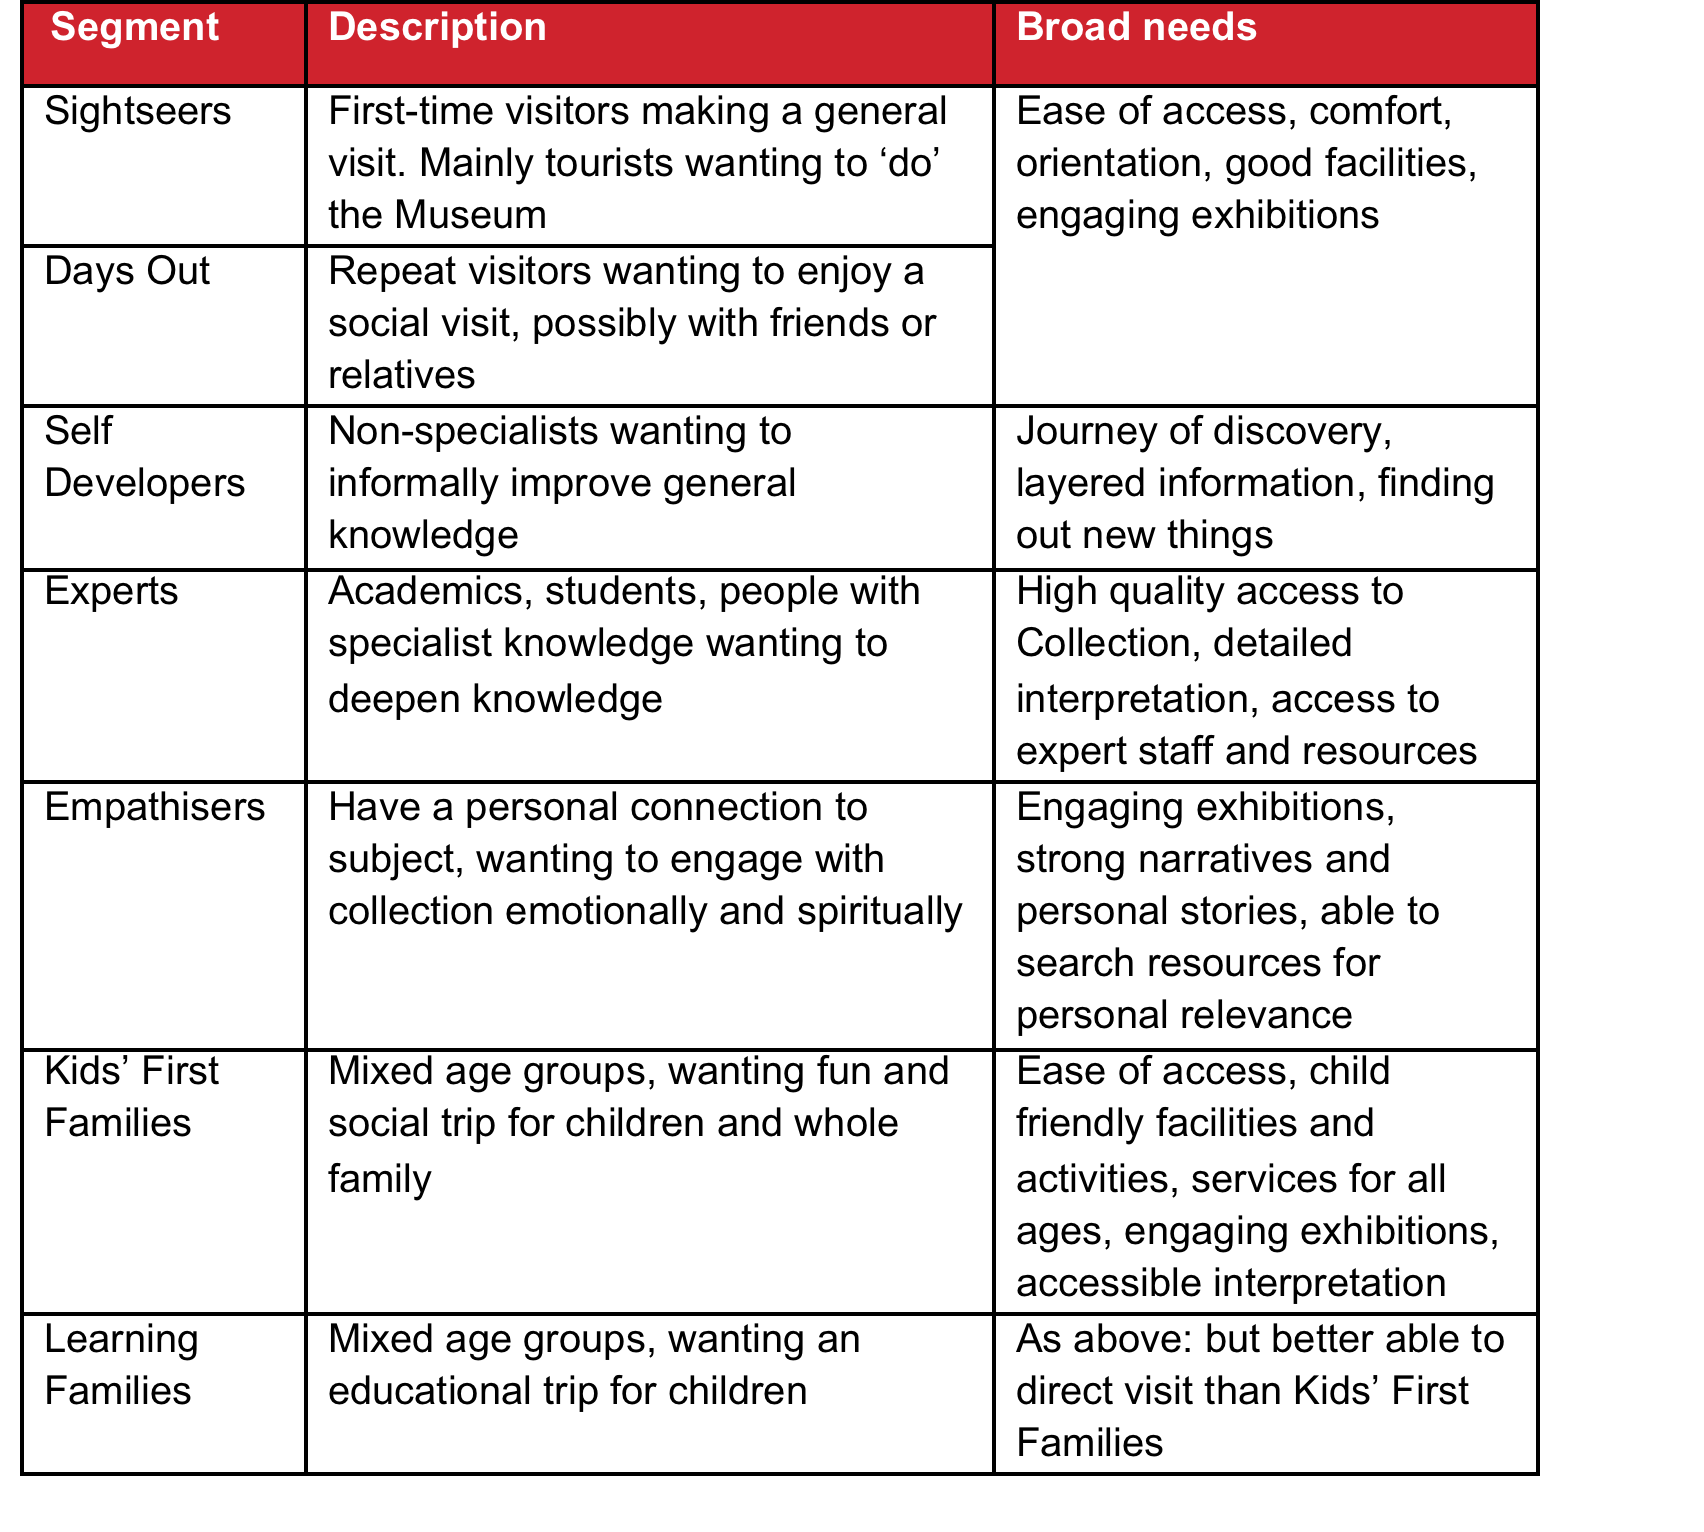 Segment
Description
Broad needs
Sightseers
First-time visitors making a general
visit. Mainly tourists wanting to ‘do’
the Museum
Ease of access, comfort,
orientation, good facilities,
engaging exhibitions
Days Out
Repeat visitors wanting to enjoy a
social visit, possibly with friends or
relatives
Self
Developers
Non-specialists wanting to
informally improve general
knowledge
Journey of discovery,
layered information, finding
out new things
Experts
Academics, students, people with
specialist knowledge wanting to
deepen knowledge
High quality access to
Collection, detailed
interpretation, access to
expert staff and resources
Empathisers
Have a personal connection to
subject, wanting to engage with
collection emotionally and spiritually
Engaging exhibitions,
strong narratives and
personal stories, able to
search resources for
personal relevance
Kids’ First
Families
Mixed age groups, wanting fun and
social trip for children and whole
family
Ease of access, child
friendly facilities and
activities, services for all
ages, engaging exhibitions,
accessible interpretation
Learning
Families
Mixed age groups, wanting an
educational trip for children
As above: but better able to
direct visit than Kids’ First
Families